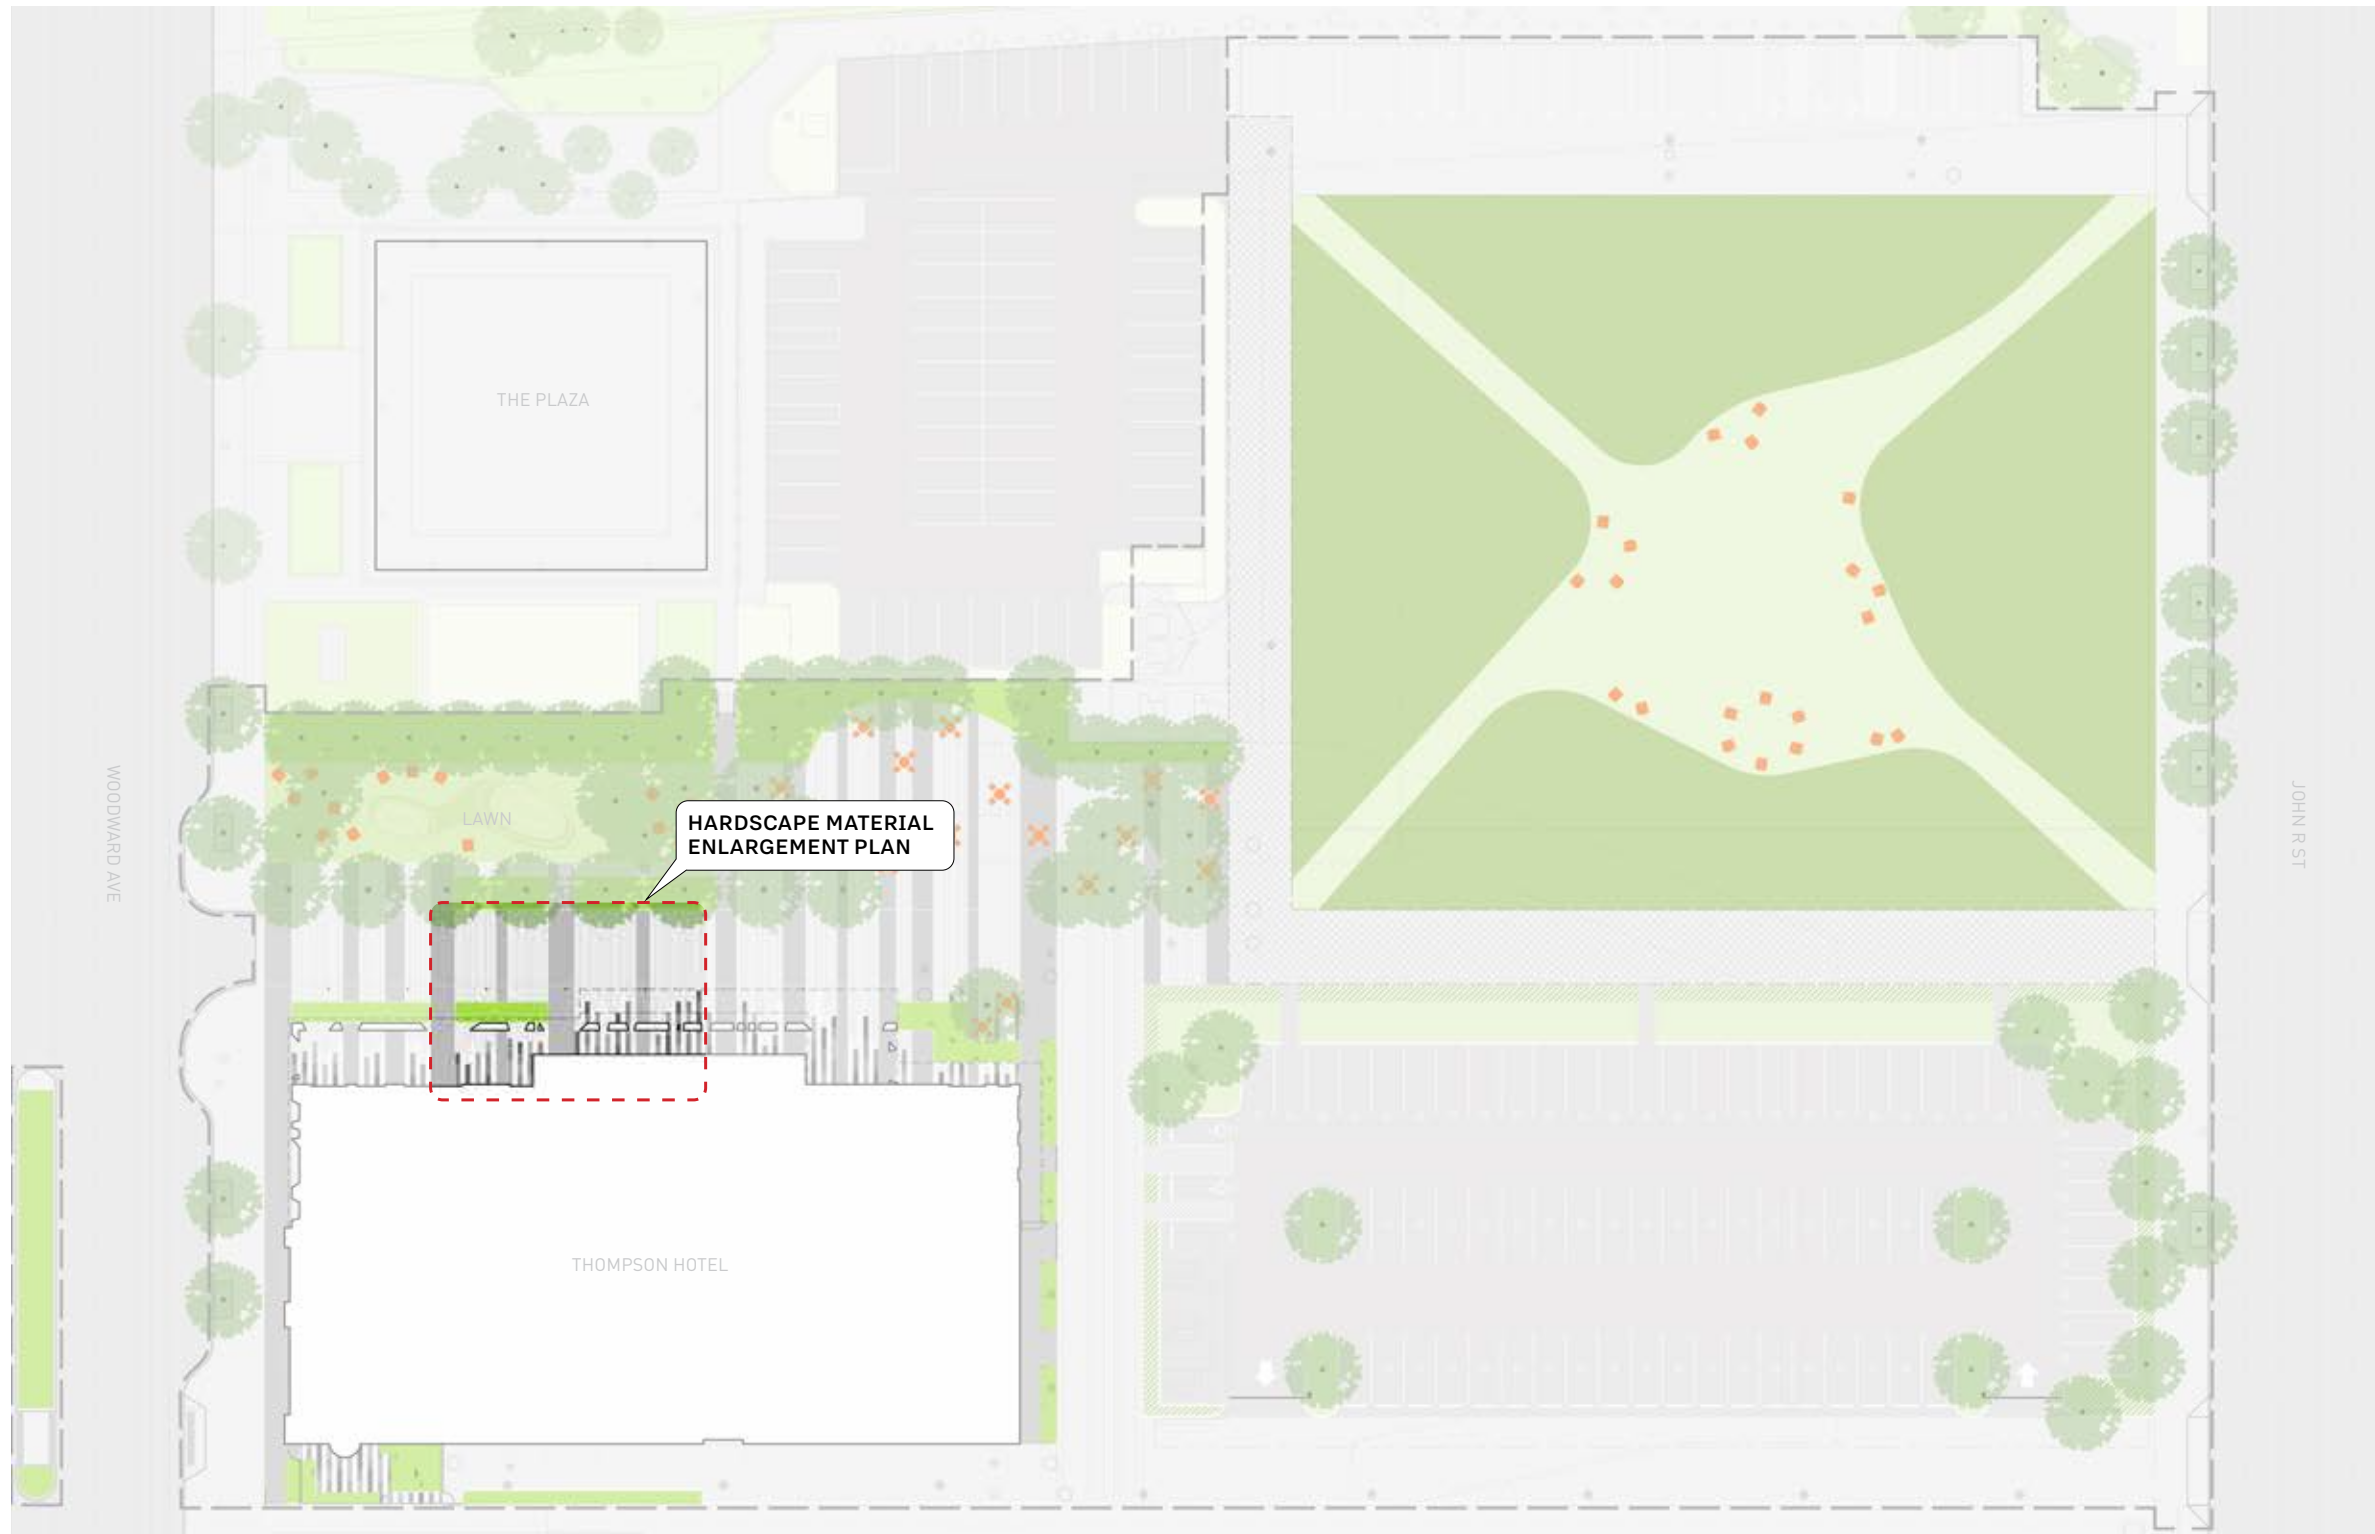 THE PLAZA
WOODWARD AVE
JOHN R ST
LAWN
HARDSCAPE MATERIAL
ENLARGEMENT PLAN
THOMPSON HOTEL